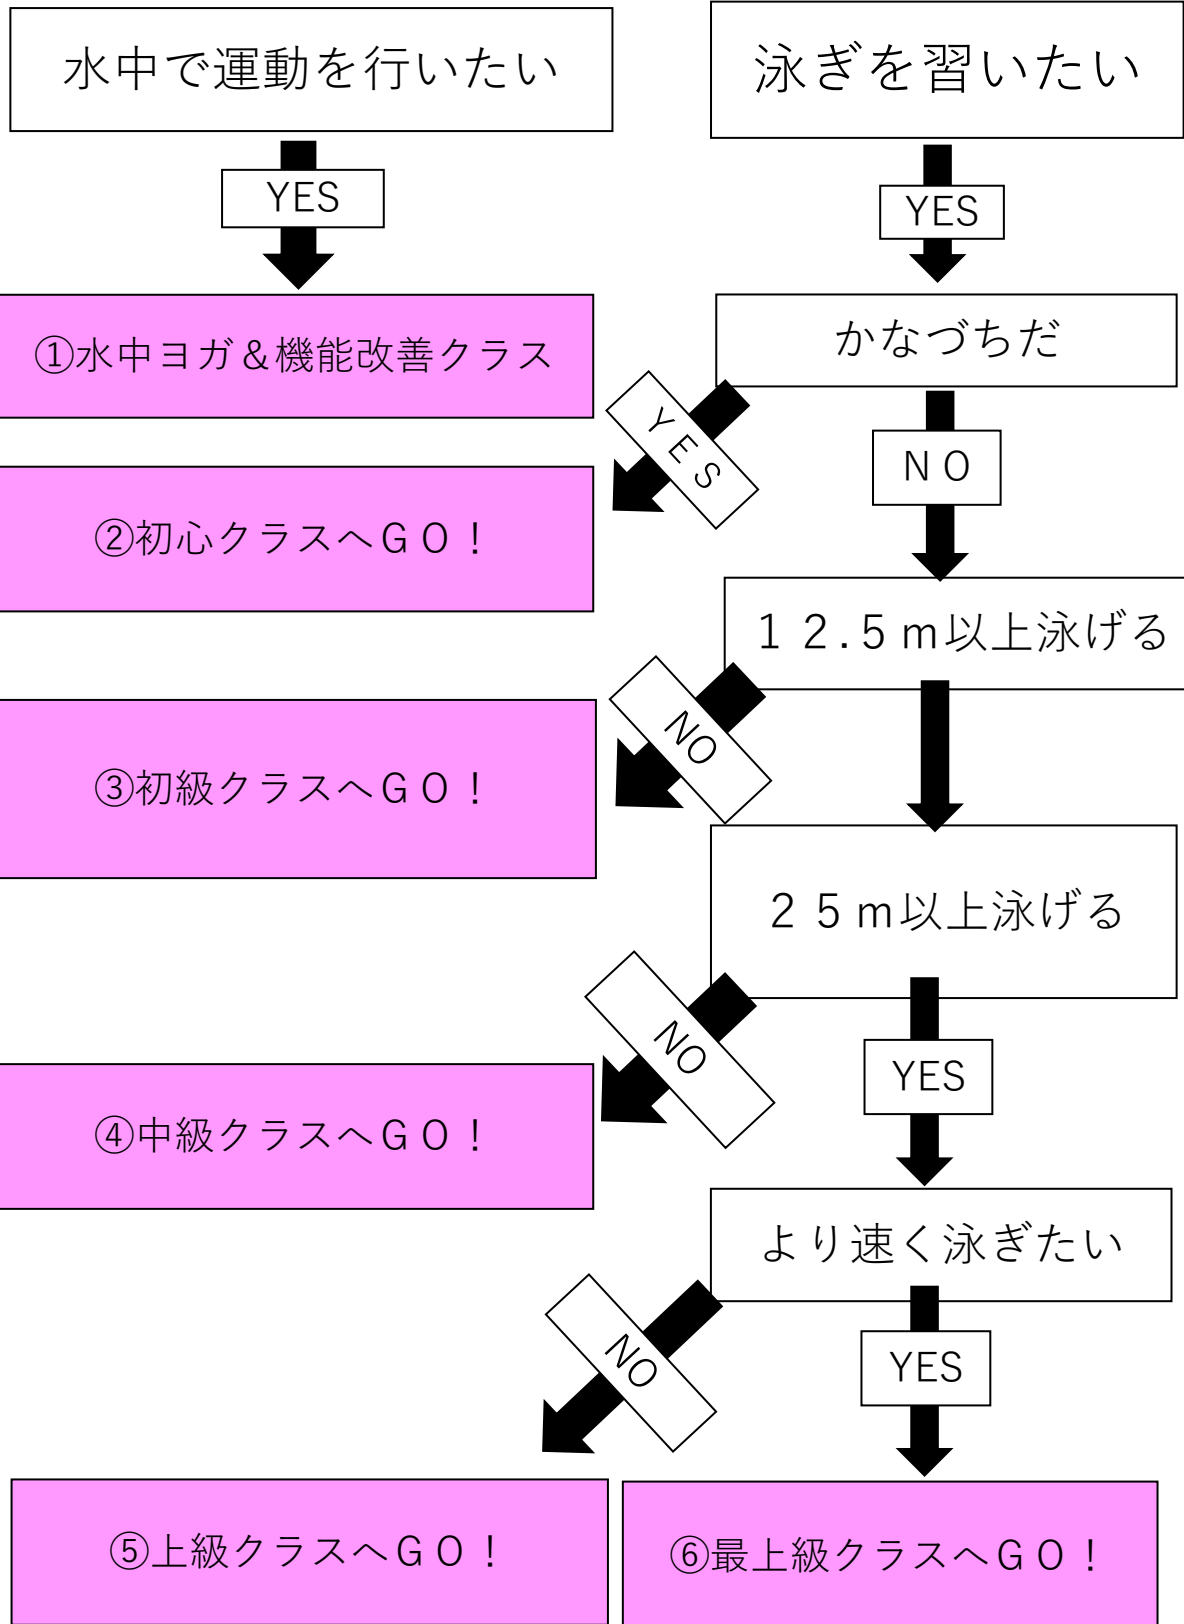 水中で運動を行いたい
泳ぎを習いたい
YES
YES
①水中ヨガ＆機能改善クラス
かなづちだ
ＹＥＳ
ＮＯ
②初心クラスへＧＯ！
１２.５ｍ以上泳げる
NO
③初級クラスへＧＯ！
２５ｍ以上泳げる
NO
YES
④中級クラスへＧＯ！
より速く泳ぎたい
NO
YES
⑤上級クラスへＧＯ！
⑥最上級クラスへＧＯ！